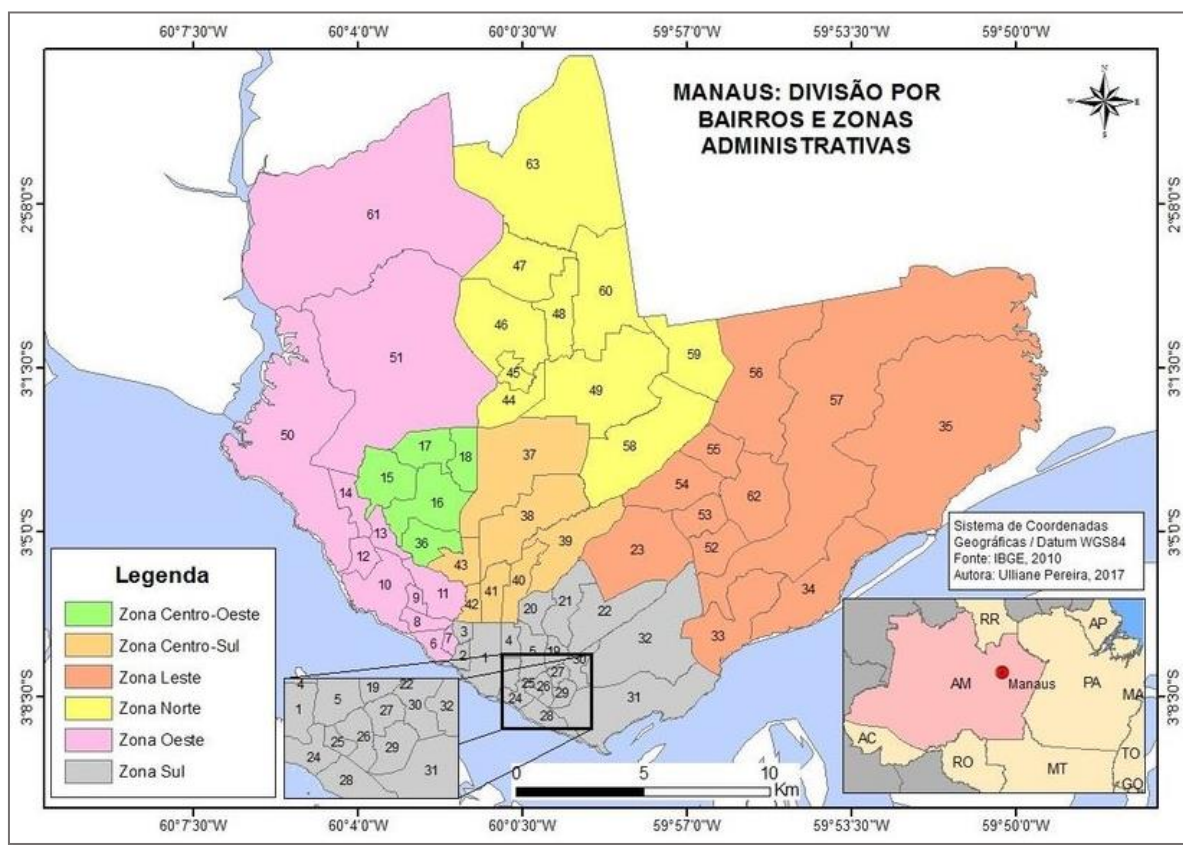 60°7'30"W 60°4'0"W 60°0'30"W 59°57'0"W 59°53'30"W 59°50'0"W
MANAUS: DIVISÃO POR
BAIRROS E ZONAS
ADMINISTRATIVAS
N
W E
S
2°58'0"S
2°58'0"S
3°1'30"S
3°1'30"S
3°5'0"S
3°5'0"S
3°8'30"S
3°8'30"S
63
61
47
60
48
46
51
59
45
56
44
49
57
35
50
17
18
37
58
15
55
14
16
54
62
38
53
13
39
36
23
52
12
43
40
10
41
34
9
11
42
20
21
22
8
3
4
32
33
6
7
2
1
5
19
30
27
25
26
24
29
31
28
4
19
22
1
5
27
30
32
25
26
24
29
31
28
Legenda
Zona Centro-Oeste
Zona Centro-Sul
Zona Leste
Zona Norte
Zona Oeste
Zona Sul
0 5 10
Km
Sistema de Coordenadas
Geográficas / Datum WGS84
Fonte: IBGE, 2010
Autora: Ulliane Pereira, 2017
RR
AP
AM
Manaus
PA
MA
AC
RO
MT
TO
GO
60°7'30"W 60°4'0"W 60°0'30"W 59°57'0"W 59°53'30"W 59°50'0"W